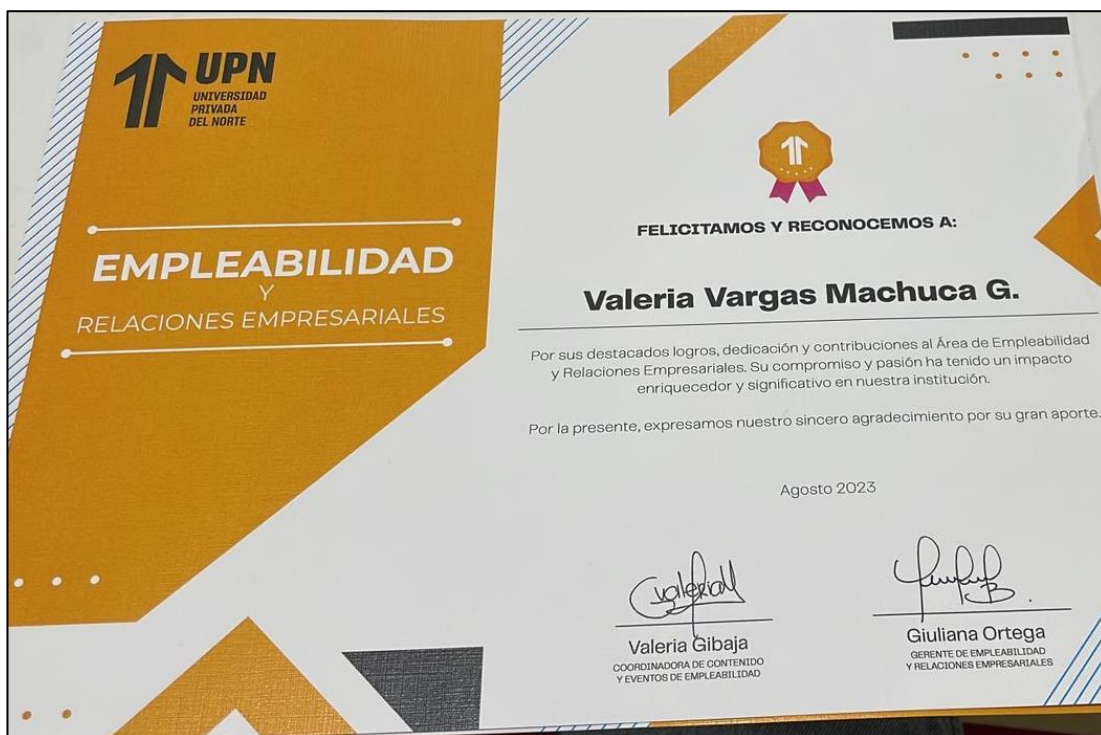 UPN
UNIVERSIDAD
PRIVADA
DEL NORTE
EMPLEABILIDAD
Y
RELACIONES EMPRESARIALES
FELICITAMOS Y RECONOCEMOS A:
Valeria Vargas Machuca G.
Por sus destacados logros, dedicación y contribuciones al Área de Empleabilidad
y Relaciones Empresariales. Su compromiso y pasión ha tenido un impacto
enriquecedor y significativo en nuestra institución.
Por la presente, expresamos nuestro sincero agradecimiento por su gran aporte.
Agosto 2023
Valeria Gibaja
COORDINADORA DE CONTENIDO
Y EVENTOS DE EMPLEABILIDAD
Giuliana Ortega
GERENTE DE EMPLEABILIDAD
Y RELACIONES EMPRESARIALES